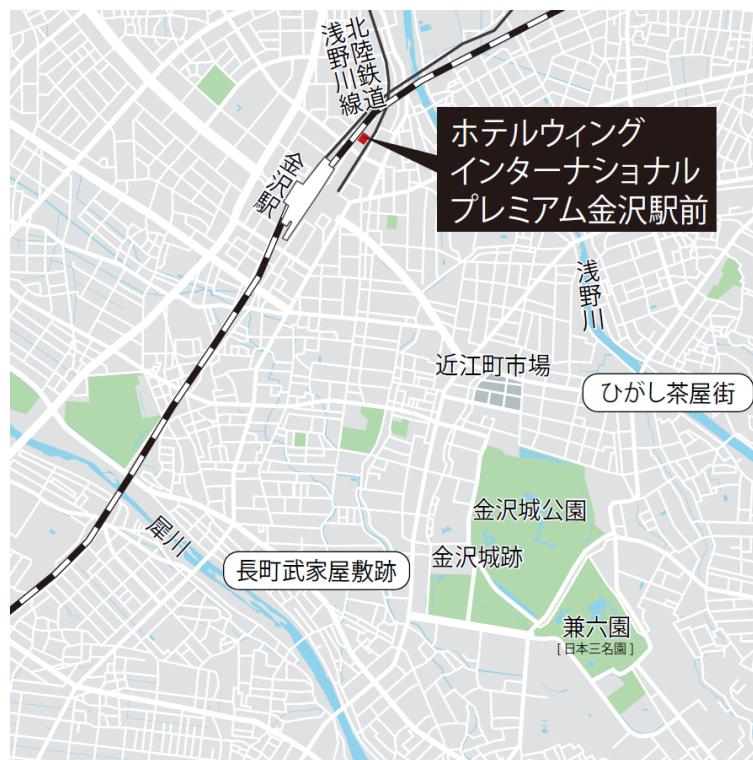 北陸鉄道
浅野川線
ホテルウィング
インターナショナル
プレミアム金沢駅前
金沢駅
浅野川
近江町市場
ひがし茶屋街
金沢城公園
犀川
金沢城跡
長町武家屋敷跡
兼六園
[ 日本三名園 ]